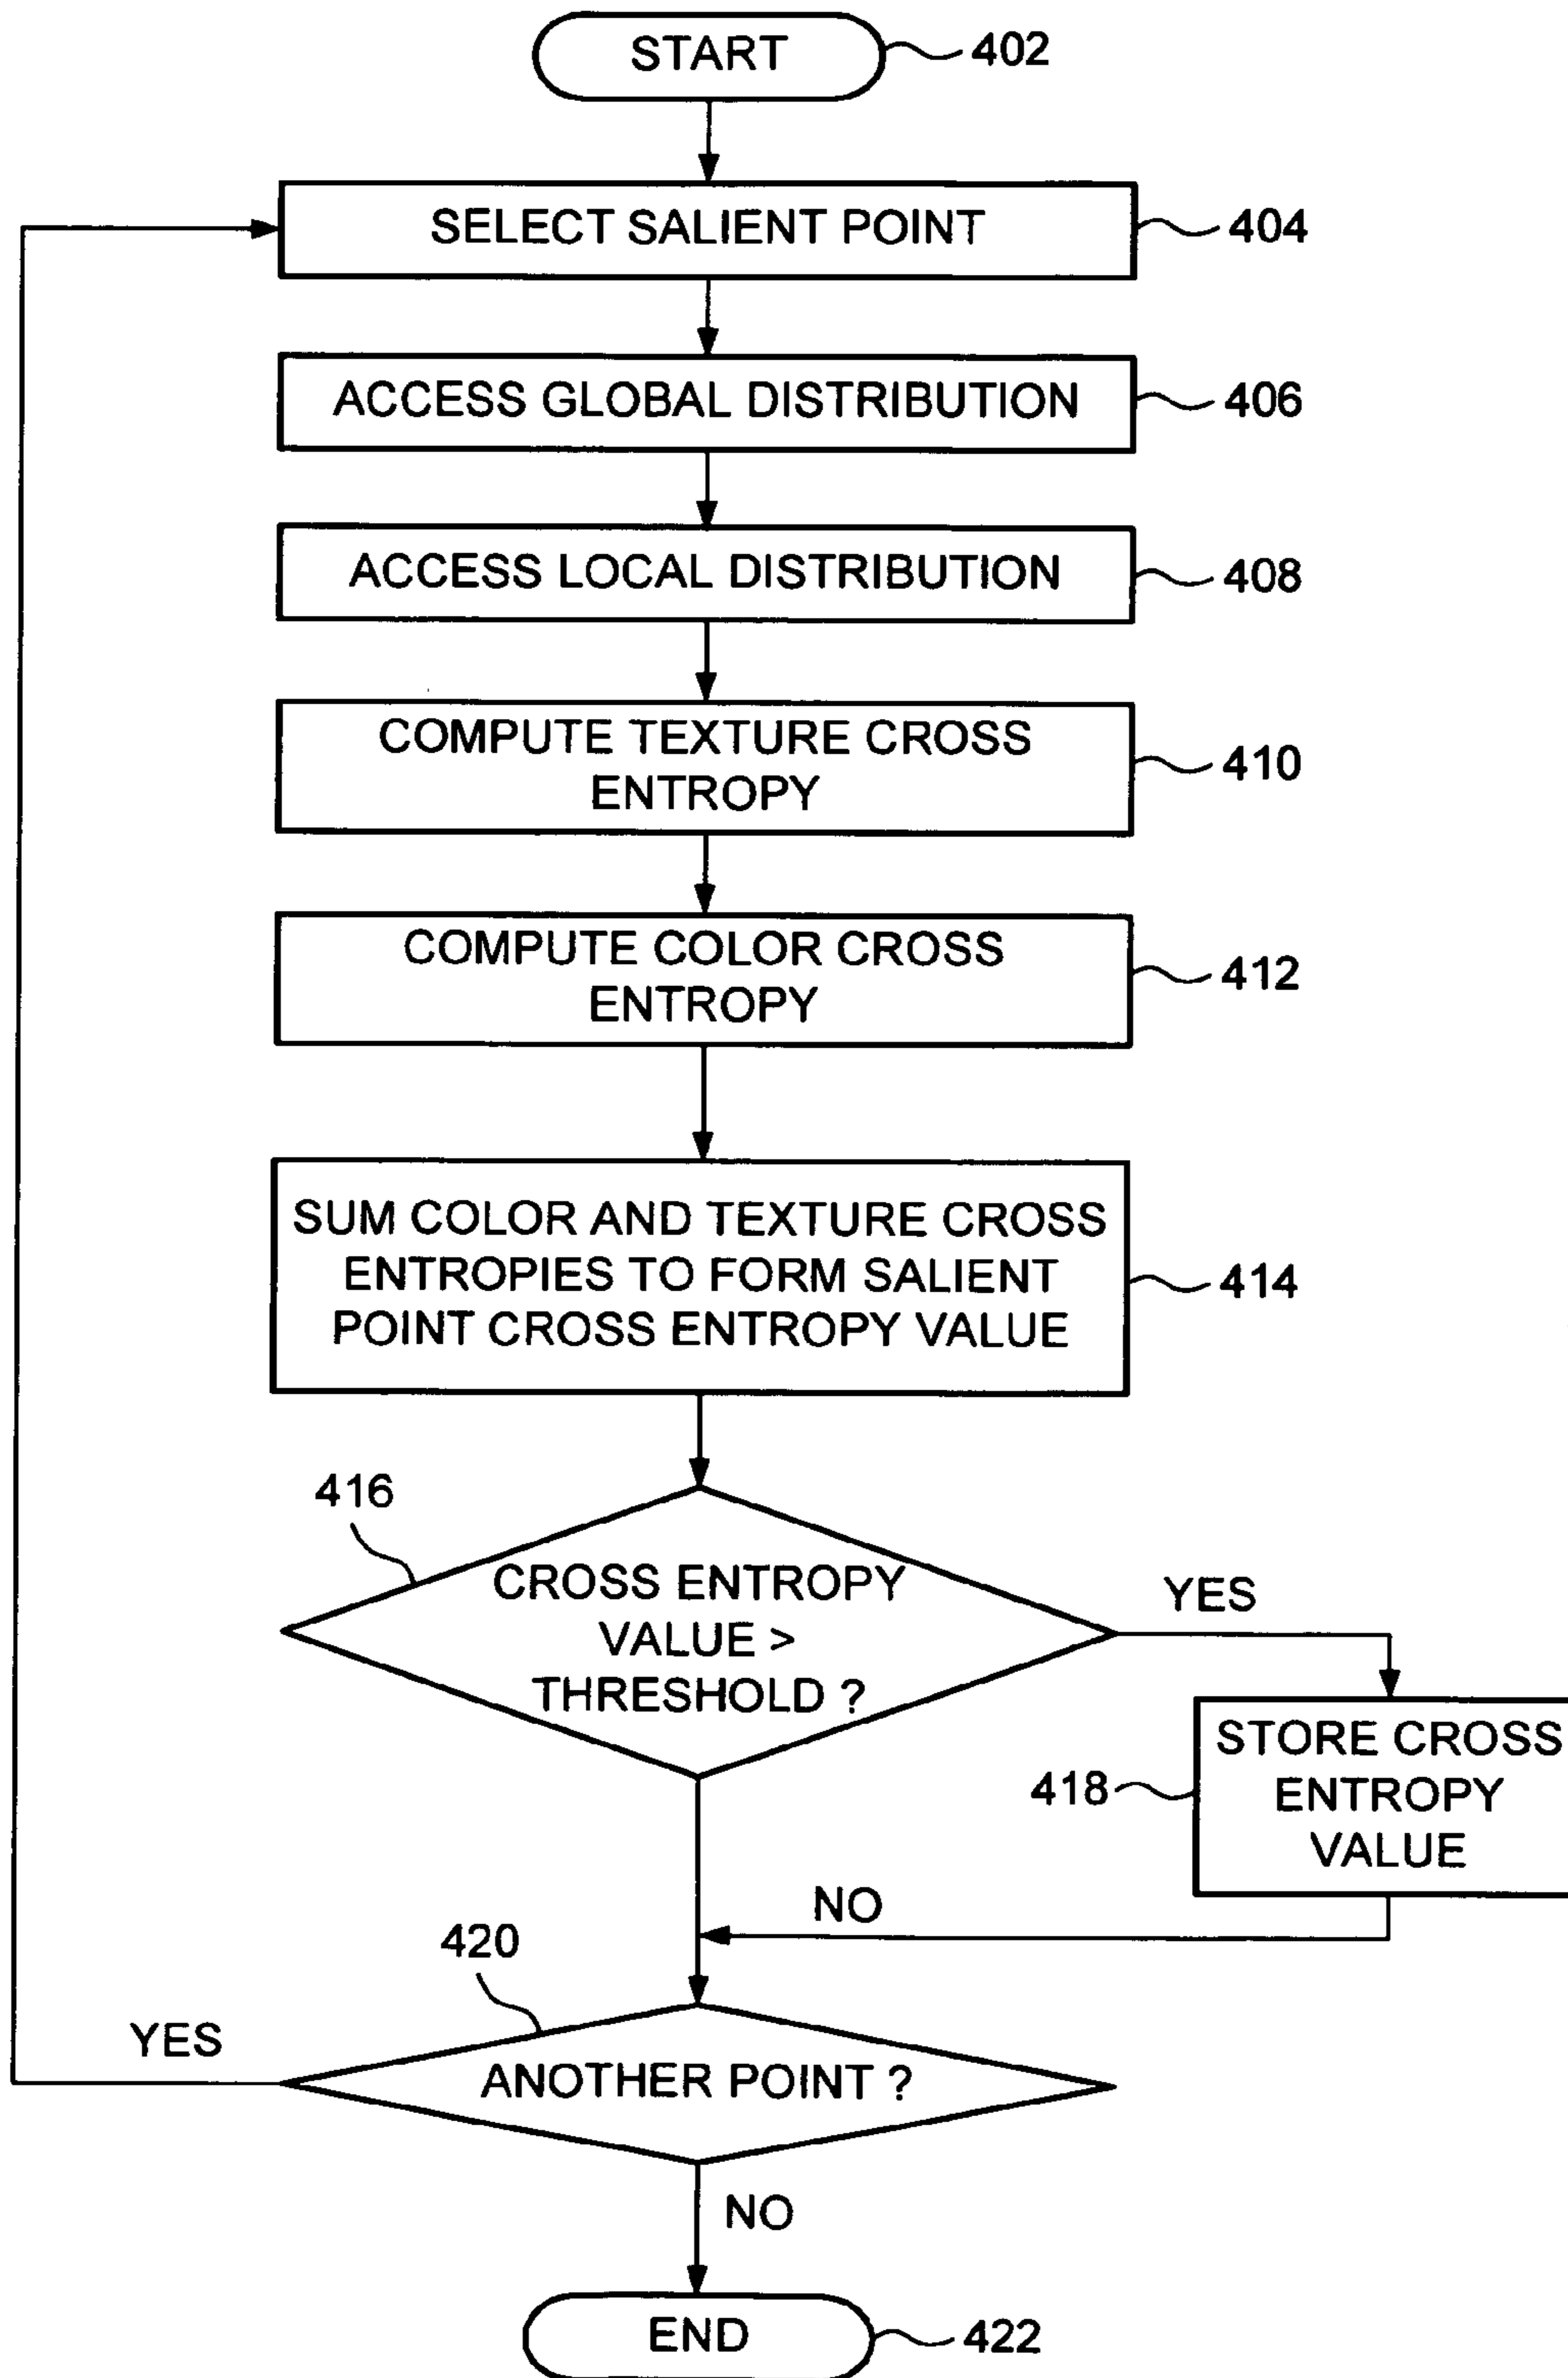 START
402
SELECT SALIENT POINT
404
ACCESS GLOBAL DISTRIBUTION
406
ACCESS LOCAL DISTRIBUTION
408
COMPUTE TEXTURE CROSS
ENTROPY
410
COMPUTE COLOR CROSS
ENTROPY
412
SUM COLOR AND TEXTURE CROSS
ENTROPIES TO FORM SALIENT
POINT CROSS ENTROPY VALUE
414
416
CROSS ENTROPY
VALUE >
THRESHOLD ?
YES
STORE CROSS
ENTROPY
VALUE
418
NO
420
YES
ANOTHER POINT ?
NO
END
422